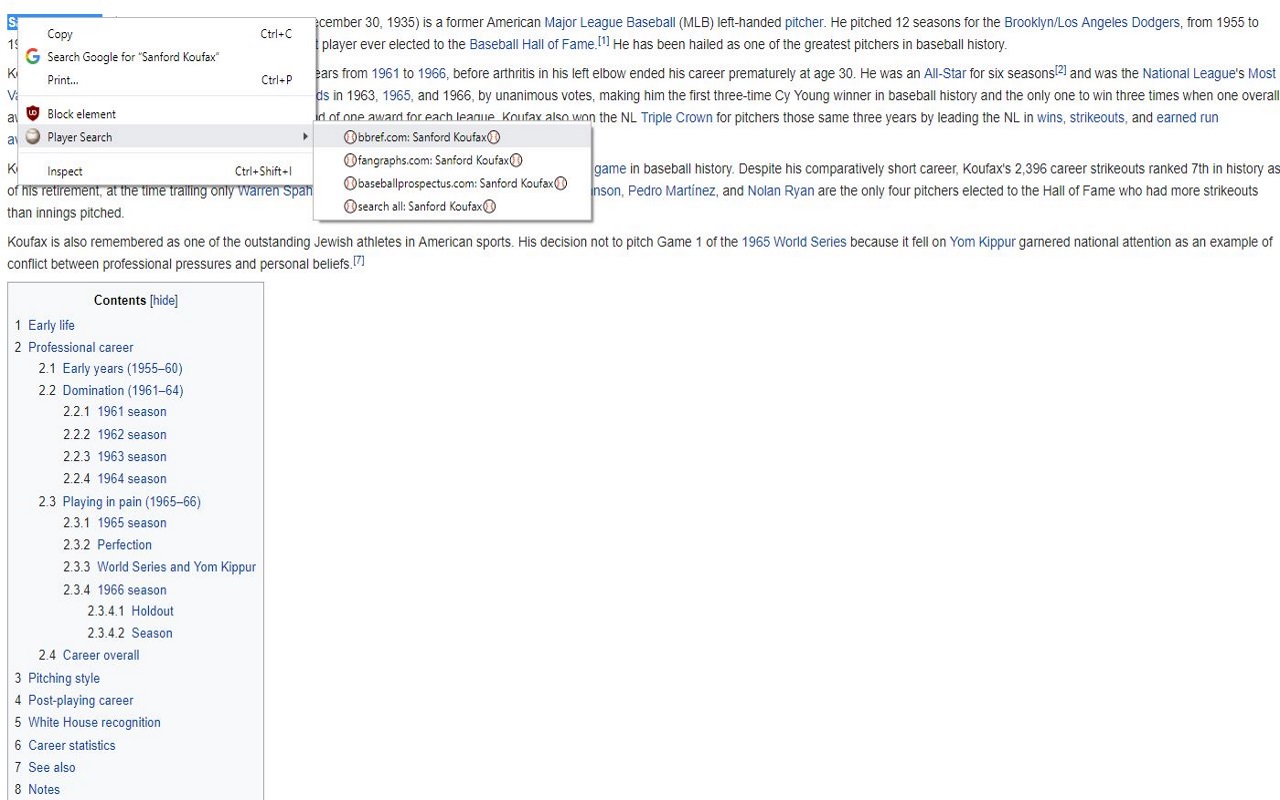 ecember 30, 1935) is a former American Major League Baseball (MLB) left-handed pitcher. He pitched 12 seasons for the Brooklyn/Los Angeles Dodgers, from 1955 to
player ever elected to the Baseball Hall of Fame.[1] He has been hailed as one of the greatest pitchers in baseball history.
ears from 1961 to 1966, before arthritis in his left elbow ended his career prematurely at age 30. He was an All-Star for six seasons[2] and was the National League's Most
ds in 1963, 1965, and 1966, by unanimous votes, making him the first three-time Cy Young winner in baseball history and the only one to win three times when one overall
d of one award for each league. Koufax also won the NL Triple Crown for pitchers those same three years by leading the NL in wins, strikeouts, and earned run
game in baseball history. Despite his comparatively short career, Koufax's 2,396 career strikeouts ranked 7th in history as
of his retirement, at the time trailing only Warren Spahn
nson, Pedro Martínez, and Nolan Ryan are the only four pitchers elected to the Hall of Fame who had more strikeouts
than innings pitched.
Koufax is also remembered as one of the outstanding Jewish athletes in American sports. His decision not to pitch Game 1 of the 1965 World Series because it fell on Yom Kippur garnered national attention as an example of
conflict between professional pressures and personal beliefs.[7]
Copy Ctrl+C
Search Google for “Sanford Koufax”
Print... Ctrl+P
Block element
Player Search
Inspect Ctrl+Shift+I
bbref.com: Sanford Koufax
fangraphs.com: Sanford Koufax
baseballprospectus.com: Sanford Koufax
search all: Sanford Koufax
Contents [hide]
1 Early life
2 Professional career
2.1 Early years (1955–60)
2.2 Domination (1961–64)
2.2.1 1961 season
2.2.2 1962 season
2.2.3 1963 season
2.2.4 1964 season
2.3 Playing in pain (1965–66)
2.3.1 1965 season
2.3.2 Perfection
2.3.3 World Series and Yom Kippur
2.3.4 1966 season
2.3.4.1 Holdout
2.3.4.2 Season
2.4 Career overall
3 Pitching style
4 Post-playing career
5 White House recognition
6 Career statistics
7 See also
8 Notes